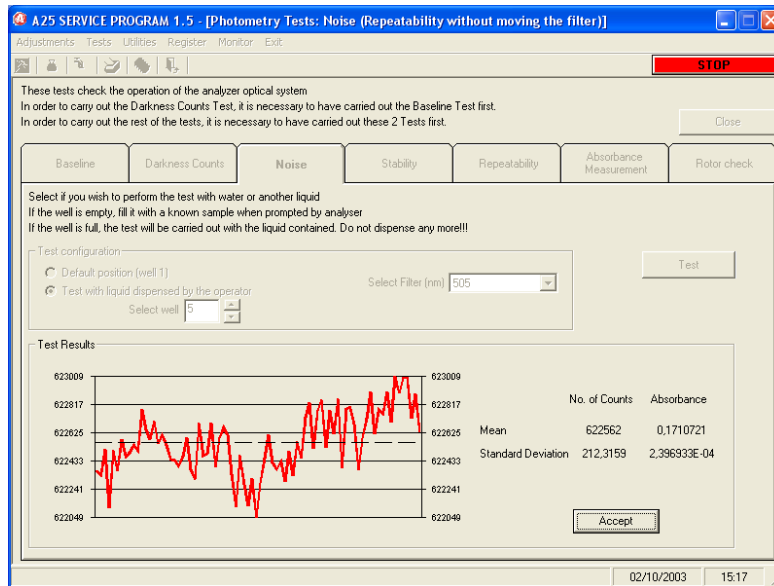 A25 SERVICE PROGRAM 1.5 - [Photometry Tests: Noise (Repeatability without moving the filter)]
Adjustments Tests Utilities Register Monitor Exit
STOP
These tests check the operation of the analyzer optical system
In order to carry out the Darkness Counts Test, it is necessary to have carried out the Baseline Test first.
In order to carry out the rest of the tests, it is necessary to have carried out these 2 Tests first.
Close
Baseline Darkness Counts Noise Stability Repeatability Absorbance Measurement Rotor check
Select if you wish to perform the test with water or another liquid
If the well is empty, fill it with a known sample when prompted by analyser
If the well is full, the test will be carried out with the liquid contained. Do not dispense any more!!!
Test configuration
Default position (well 1)
Test with liquid dispensed by the operator
Select well 5
Select Filter (nm) 505
Test
Test Results
623009 623009
622817 622817
622625 622625
622433 622433
622241 622241
622049 622049
No. of Counts Absorbance
Mean 622562 0,1710721
Standard Deviation 212,3159 2,396933E-04
Accept
02/10/2003 15:17